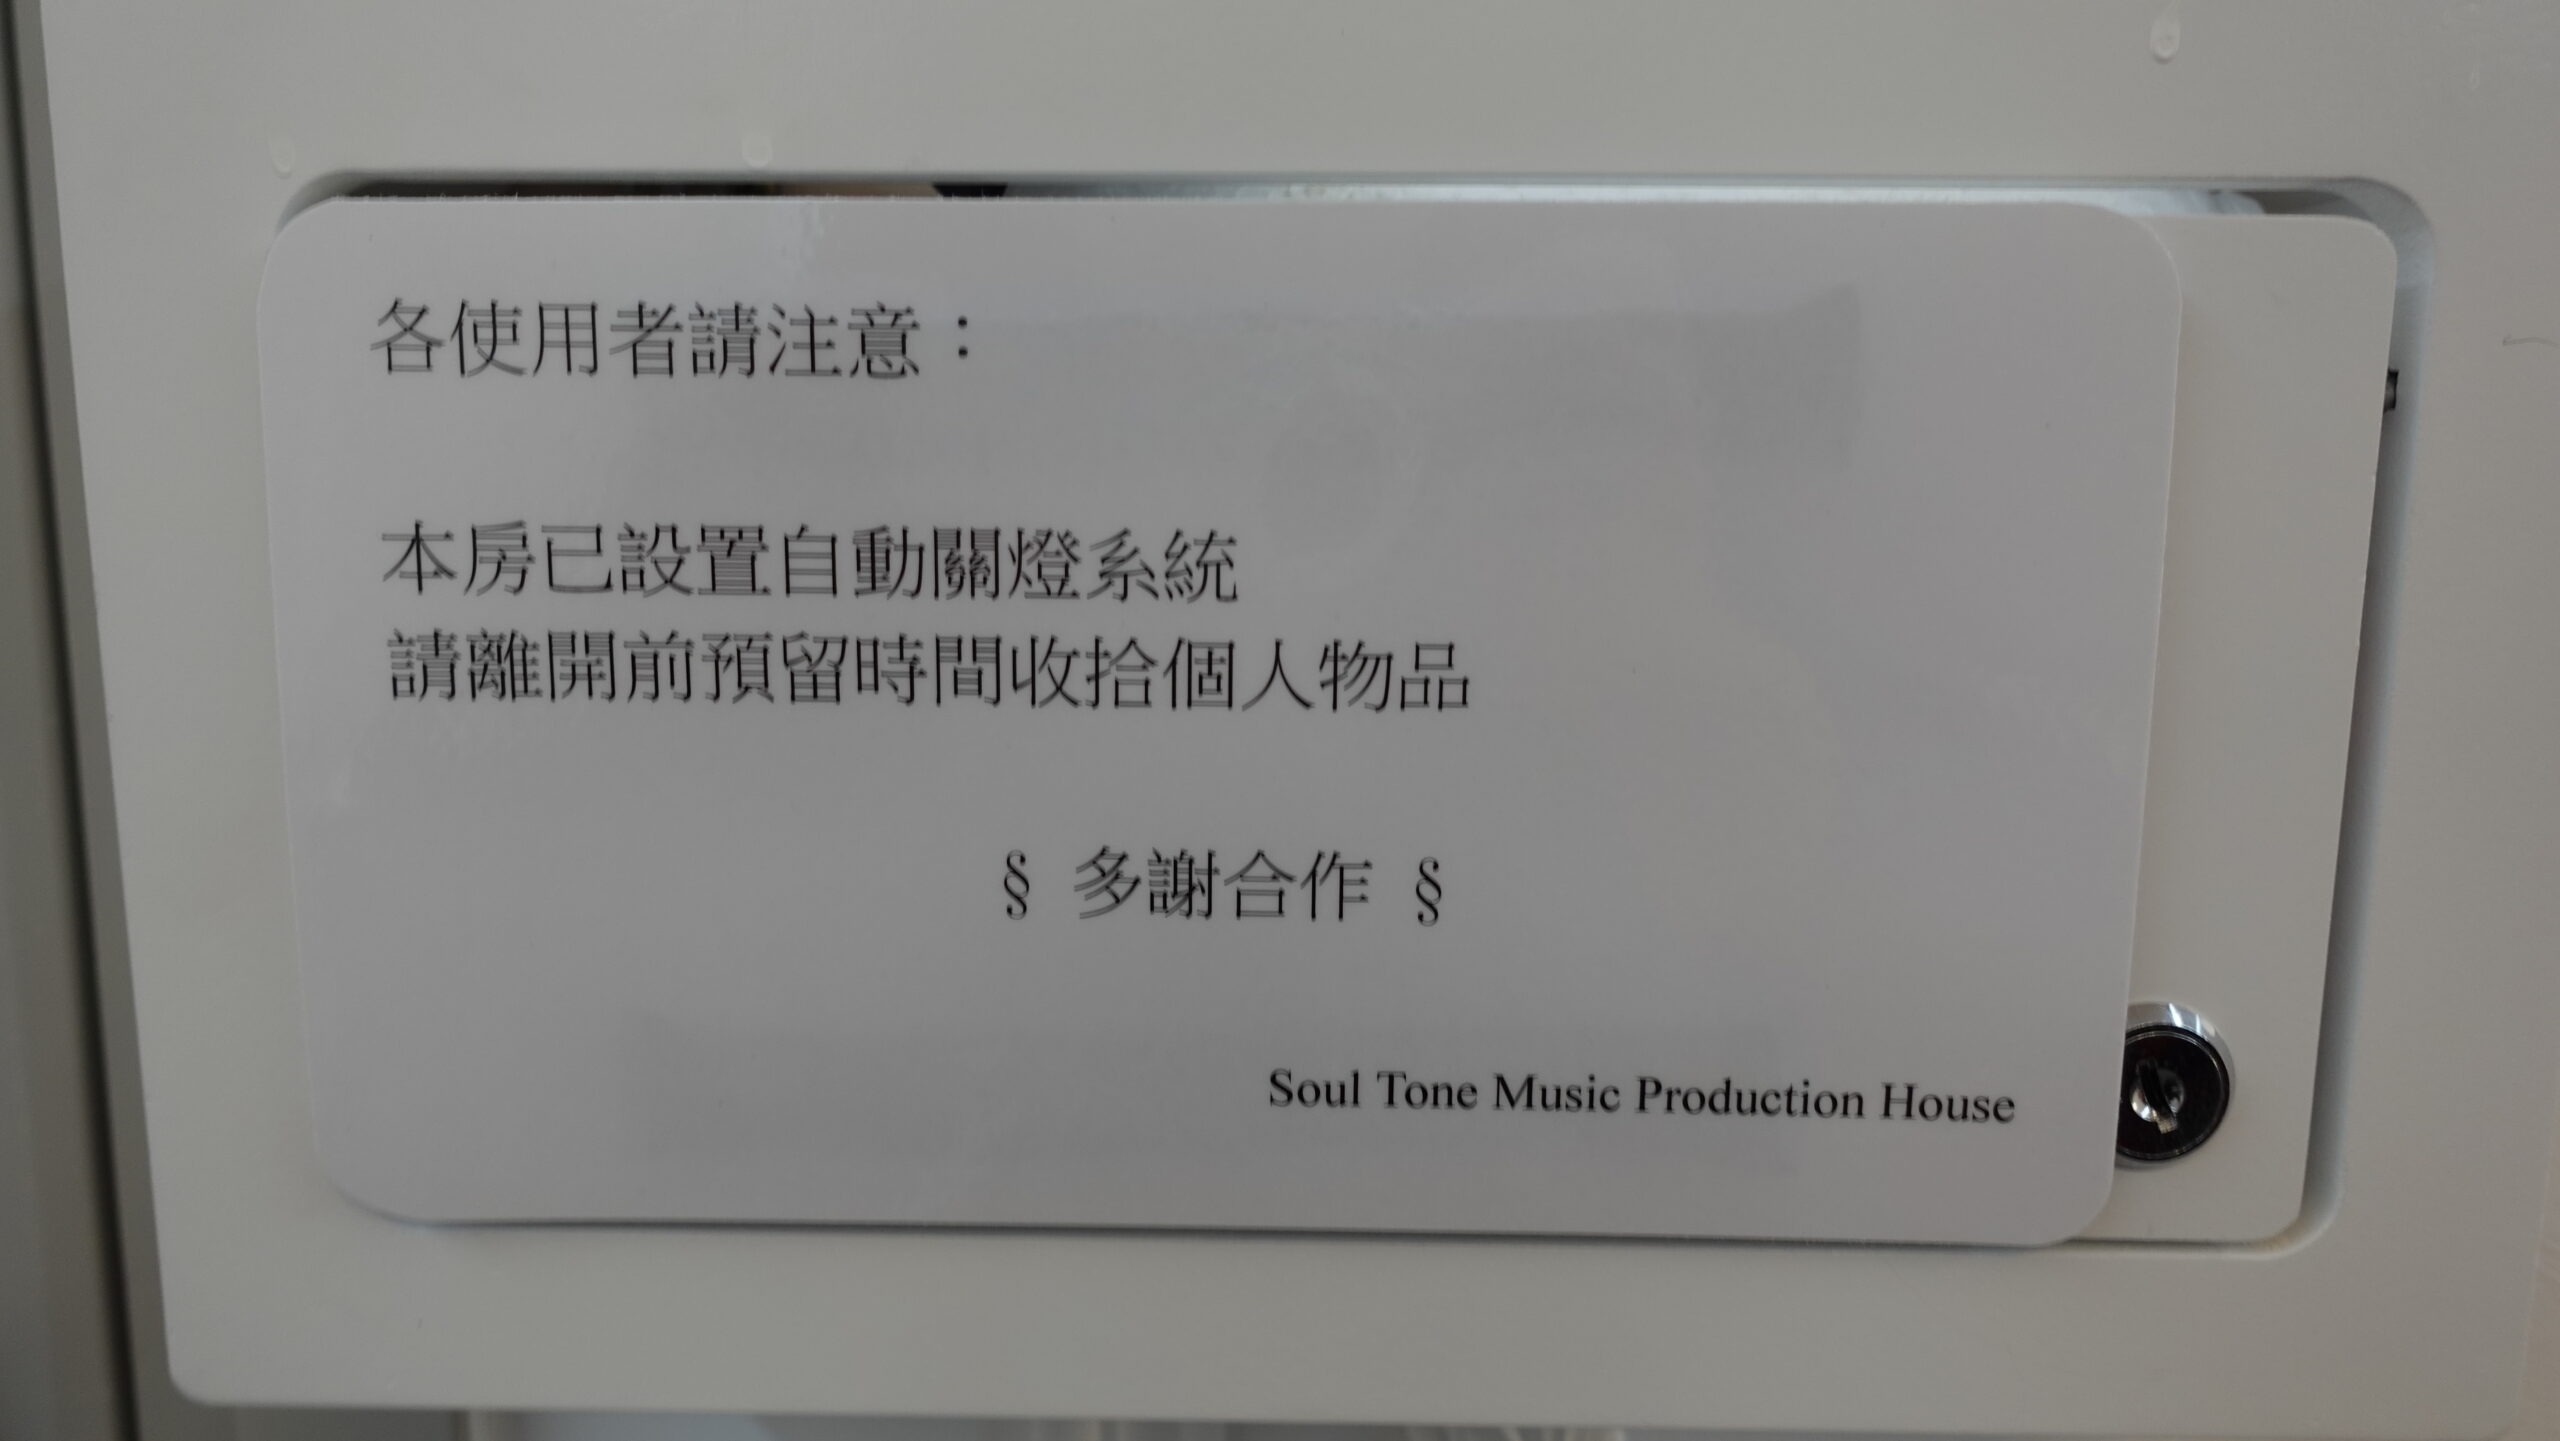 各使用者請注意：
本房已設置自動關燈系統
請離開前預留時間收拾個人物品
§ 多謝合作 §
Soul Tone Music Production House